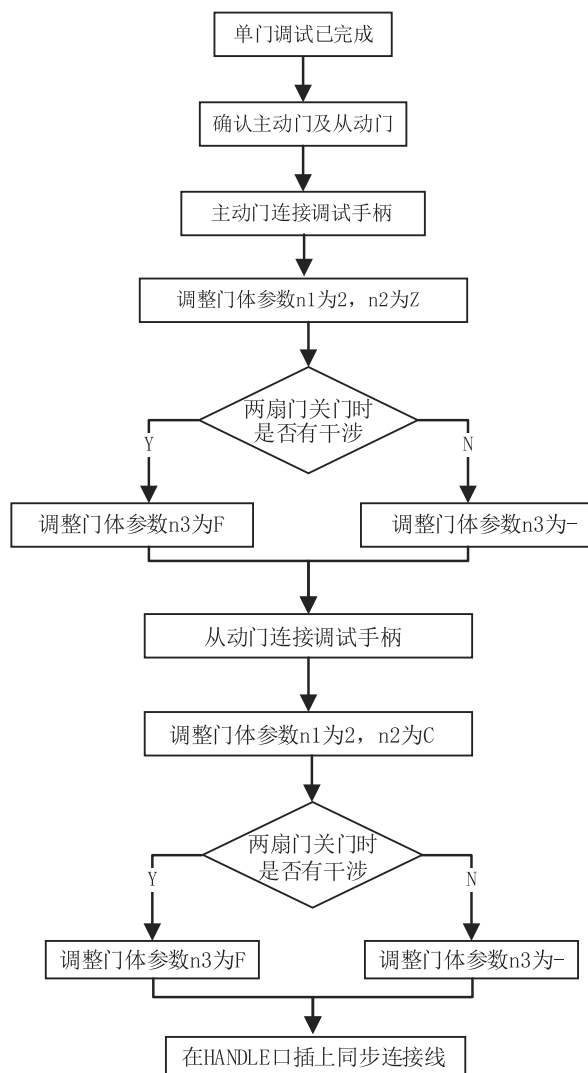 单门调试已完成
确认主动门及从动门
主动门连接调试手柄
调整门体参数n1为2，n2为Z
两扇门关门时
是否有干涉
Y
N
调整门体参数n3为F
调整门体参数n3为-
从动门连接调试手柄
调整门体参数n1为2，n2为C
两扇门关门时
是否有干涉
Y
N
调整门体参数n3为F
调整门体参数n3为-
在HANDLE口插上同步连接线